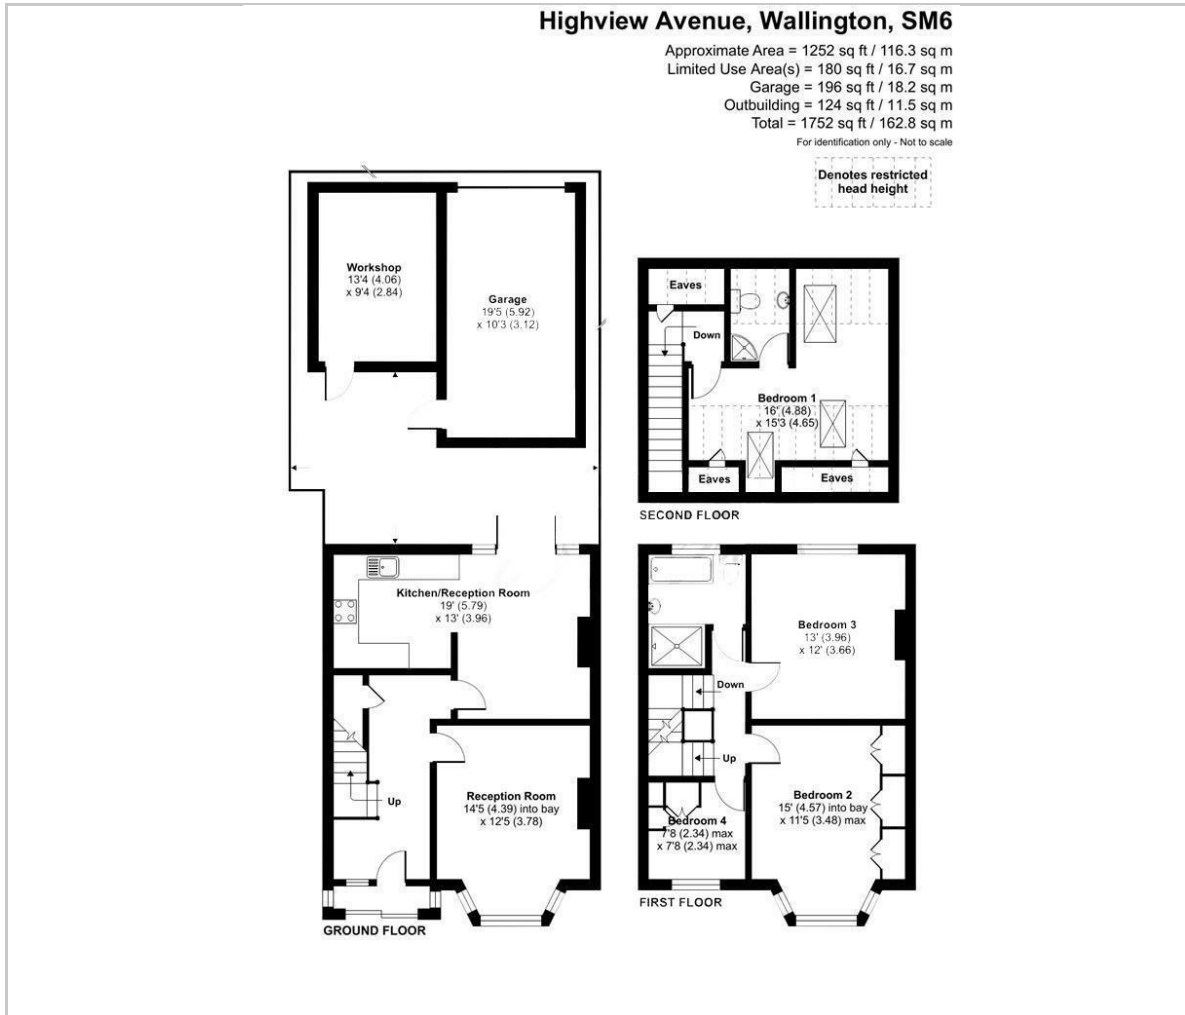 Highview Avenue, Wallington, SM6
Approximate Area = 1252 sq ft / 116.3 sq m
Limited Use Area(s) = 180 sq ft / 16.7 sq m
Garage = 196 sq ft / 18.2 sq m
Outbuilding = 124 sq ft / 11.5 sq m
Total = 1752 sq ft / 162.8 sq m
For identification only - Not to scale
Denotes restricted
head height
Workshop
13'4 (4.06)
x 9'4 (2.84)
Garage
19'5 (5.92)
x 10'3 (3.12)
Eaves
Down
Bedroom 1
16' (4.88)
x 15'3 (4.65)
Eaves
Eaves
SECOND FLOOR
Kitchen/Reception Room
19' (5.79)
x 13' (3.96)
Up
Reception Room
14'5 (4.39) into bay
x 12'5 (3.78)
GROUND FLOOR
Bedroom 3
13' (3.96)
x 12' (3.66)
Down
Up
Bedroom 4
7'8 (2.34) max
x 7'8 (2.34) max
Bedroom 2
15' (4.57) into bay
x 11'5 (3.48) max
FIRST FLOOR